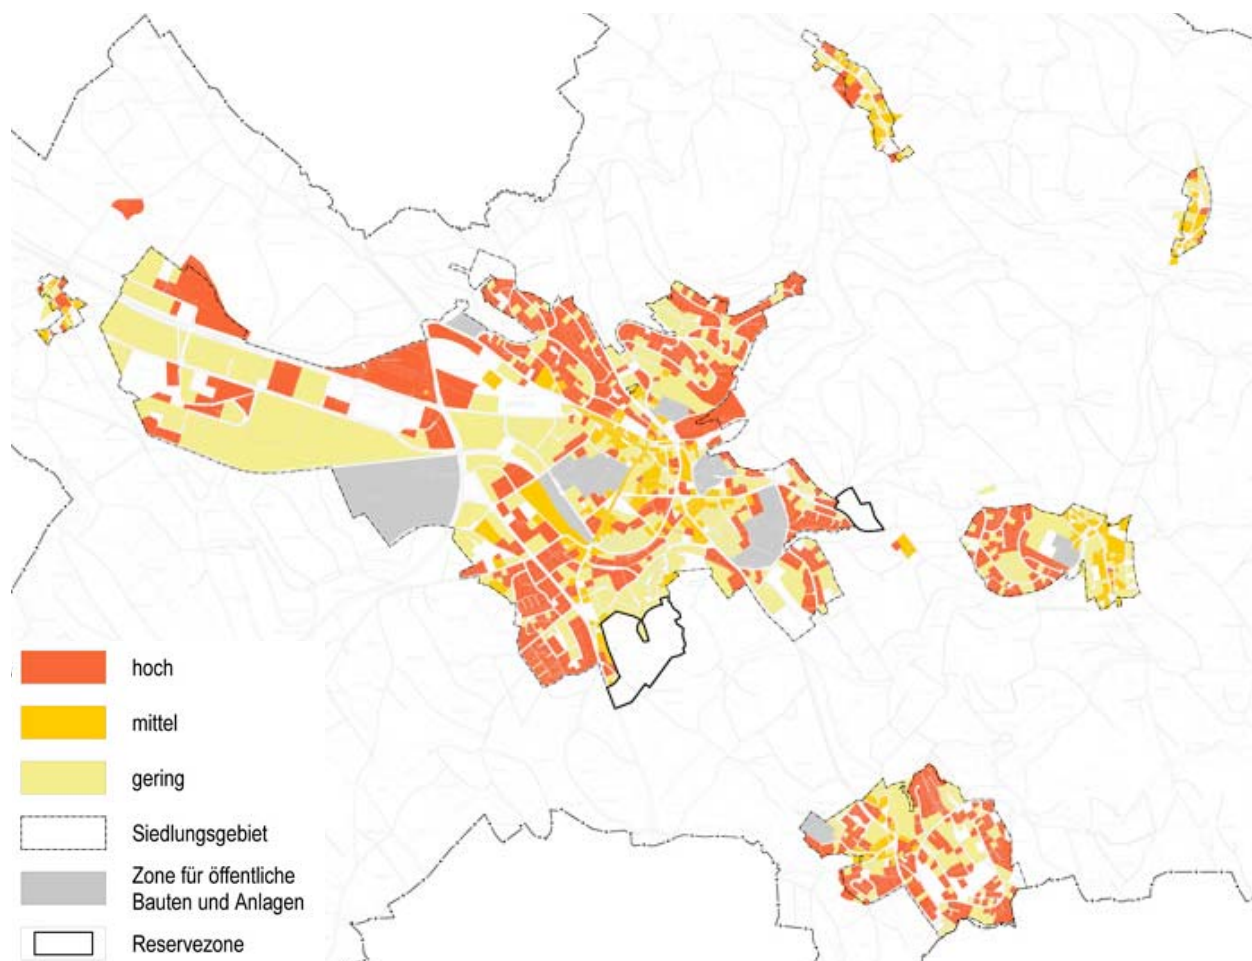 hoch
mittel
gering
Siedlungsgebiet
Zone für öffentliche
Bauten und Anlagen
Reservezone